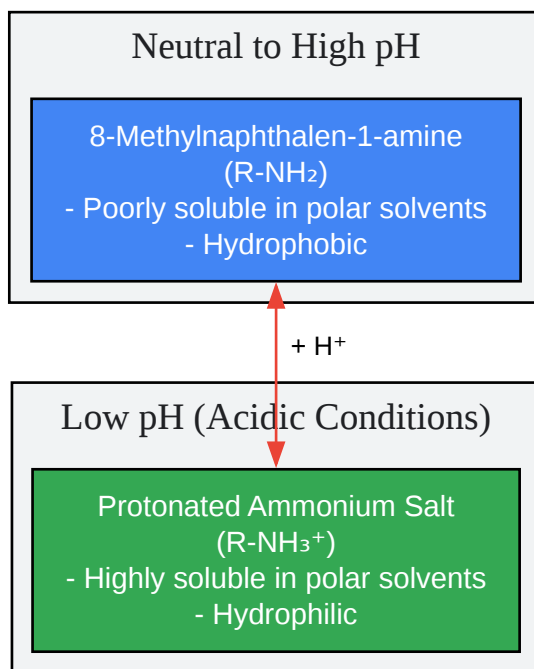 Neutral to High pH
8-Methylnaphthalen-1-amine
(R-NH₂)
- Poorly soluble in polar solvents
- Hydrophobic
+ H⁺
Low pH (Acidic Conditions)
Protonated Ammonium Salt
(R-NH₃⁺)
- Highly soluble in polar solvents
- Hydrophilic